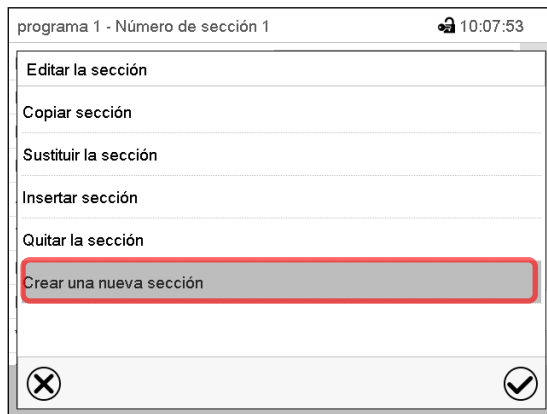 programa 1 - Número de sección 1 10:07:53
Editar la sección
Copiar sección
Sustituir la sección
Insertar sección
Quitar la sección
Crear una nueva sección